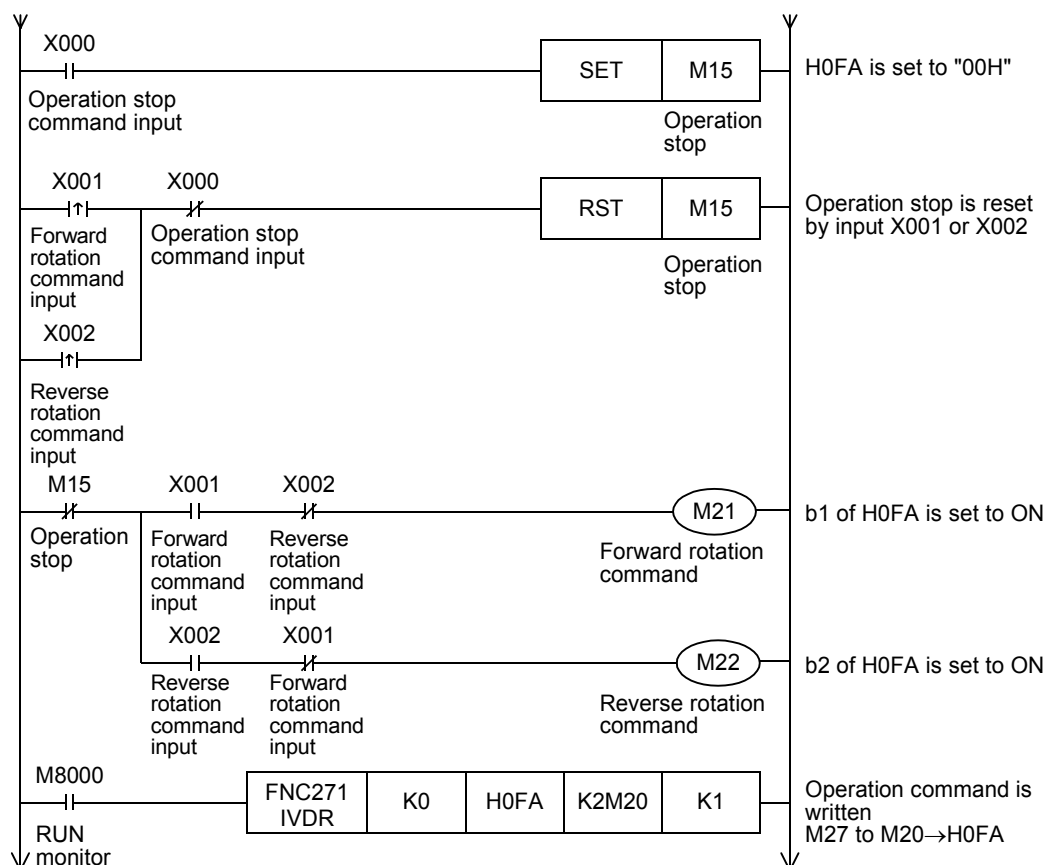 X000
SET M15
H0FA is set to "00H"
Operation stop
command input
Operation
stop
X001 X000
RST M15
Operation stop is reset
by input X001 or X002
Forward
rotation
command
input
Operation stop
command input
Operation
stop
X002
Reverse
rotation
command
input
M15 X001 X002
M21
b1 of H0FA is set to ON
Operation
stop
Forward
rotation
command
input
Reverse
rotation
command
input
Forward rotation
command
X002 X001
M22
b2 of H0FA is set to ON
Reverse
rotation
command
input
Forward
rotation
command
input
Reverse rotation
command
M8000
FNC271
IVDR
K0 H0FA K2M20 K1
Operation command is
written
M27 to M20→H0FA
RUN
monitor